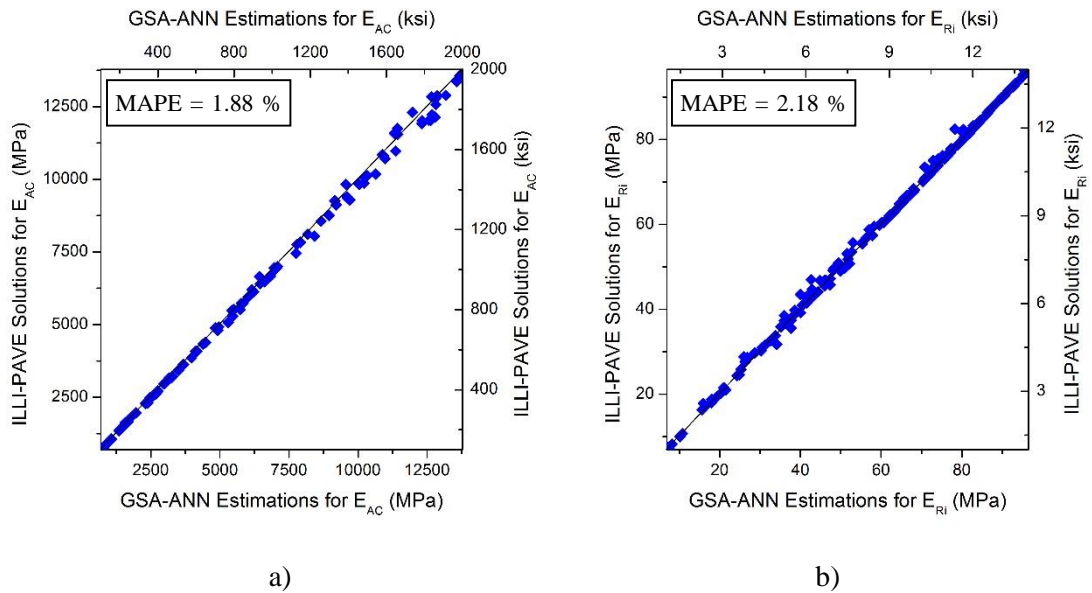 GSA-ANN Estimations for E_AC (ksi)
400 800 1200 1600 2000
MAPE = 1.88 %
ILLI-PAVE Solutions for E_AC (MPa)
12500
10000
7500
5000
2500
2000
1600
1200
800
400
ILLI-PAVE Solutions for E_AC (ksi)
2500 5000 7500 10000 12500
GSA-ANN Estimations for E_AC (MPa)
a)
GSA-ANN Estimations for E_Ri (ksi)
3 6 9 12
MAPE = 2.18 %
ILLI-PAVE Solutions for E_Ri (MPa)
80
60
40
20
12
9
6
3
ILLI-PAVE Solutions for E_Ri (ksi)
20 40 60 80
GSA-ANN Estimations for E_Ri (MPa)
b)